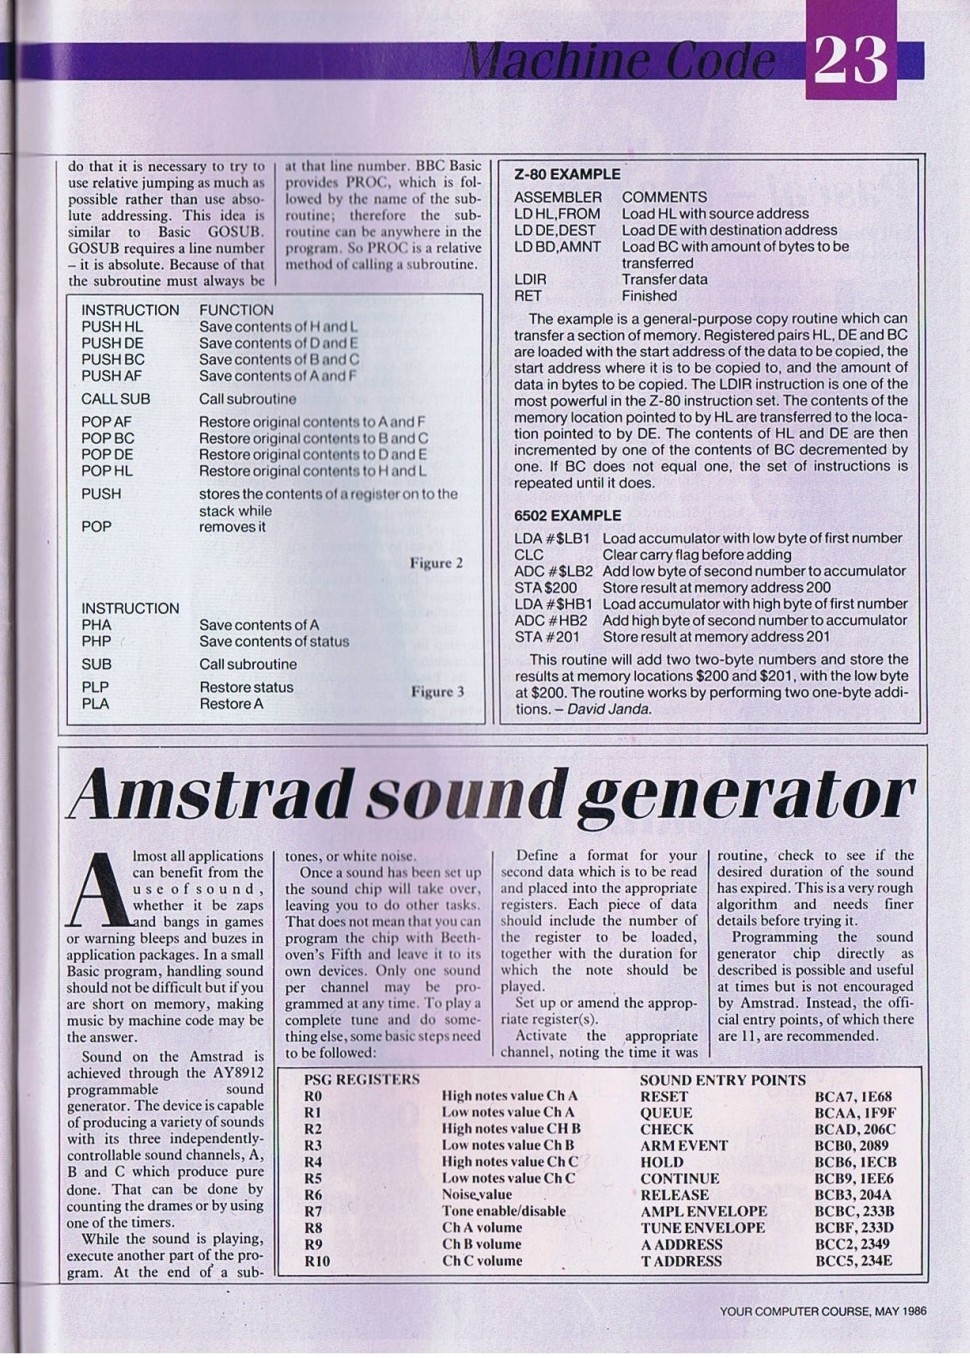 Machine Code 23
do that it is necessary to try to
use relative jumping as much as
possible rather than use abso-
lute addressing. This idea is
similar to Basic GOSUB.
GOSUB requires a line number
– it is absolute. Because of that
the subroutine must always be
at that line number. BBC Basic
provides PROC, which is fol-
lowed by the name of the sub-
routine; therefore the sub-
routine can be anywhere in the
program. So PROC is a relative
method of calling a subroutine.
INSTRUCTION FUNCTION
PUSH HL Save contents of H and L
PUSH DE Save contents of D and E
PUSH BC Save contents of B and C
PUSH AF Save contents of A and F
CALL SUB Call subroutine
POP AF Restore original contents to A and F
POP BC Restore original contents to B and C
POP DE Restore original contents to D and E
POP HL Restore original contents to H and L
PUSH stores the contents of a register on to the
stack while
POP removes it
Figure 2
INSTRUCTION
PHA Save contents of A
PHP Save contents of status
SUB Call subroutine
PLP Restore status
Figure 3
PLA Restore A
Z-80 EXAMPLE
ASSEMBLER COMMENTS
LD HL,FROM Load HL with source address
LD DE,DEST Load DE with destination address
LD BD,AMNT Load BC with amount of bytes to be
transferred
LDIR Transfer data
RET Finished
The example is a general-purpose copy routine which can
transfer a section of memory. Registered pairs HL, DE and BC
are loaded with the start address of the data to be copied, the
start address where it is to be copied to, and the amount of
data in bytes to be copied. The LDIR instruction is one of the
most powerful in the Z-80 instruction set. The contents of the
memory location pointed to by HL are transferred to the loca-
tion pointed to by DE. The contents of HL and DE are then
incremented by one of the contents of BC decremented by
one. If BC does not equal one, the set of instructions is
repeated until it does.
6502 EXAMPLE
LDA #$LB1 Load accumulator with low byte of first number
CLC Clear carry flag before adding
ADC #$LB2 Add low byte of second number to accumulator
STA $200 Store result at memory address 200
LDA #$HB1 Load accumulator with high byte of first number
ADC #HB2 Add high byte of second number to accumulator
STA #201 Store result at memory address 201
This routine will add two two-byte numbers and store the
results at memory locations $200 and $201, with the low byte
at $200. The routine works by performing two one-byte addi-
tions. – David Janda.
Amstrad sound generator
Almost all applications
can benefit from the
use of sound,
whether it be zaps
and bangs in games
or warning bleeps and buzes in
application packages. In a small
Basic program, handling sound
should not be difficult but if you
are short on memory, making
music by machine code may be
the answer.
Sound on the Amstrad is
achieved through the AY8912
programmable sound
generator. The device is capable
of producing a variety of sounds
with its three independently-
controllable sound channels, A,
B and C which produce pure
done. That can be done by
counting the drames or by using
one of the timers.
While the sound is playing,
execute another part of the pro-
gram. At the end of a sub-
tones, or white noise.
Once a sound has been set up
the sound chip will take over,
leaving you to do other tasks.
That does not mean that you can
program the chip with Beeth-
oven's Fifth and leave it to its
own devices. Only one sound
per channel may be pro-
grammed at any time. To play a
complete tune and do some-
thing else, some basic steps need
to be followed:
Define a format for your
second data which is to be read
and placed into the appropriate
registers. Each piece of data
should include the number of
the register to be loaded,
together with the duration for
which the note should be
played.
Set up or amend the approp-
riate register(s).
Activate the appropriate
channel, noting the time it was
routine, check to see if the
desired duration of the sound
has expired. This is a very rough
algorithm and needs finer
details before trying it.
Programming the sound
generator chip directly as
described is possible and useful
at times but is not encouraged
by Amstrad. Instead, the offi-
cial entry points, of which there
are 11, are recommended.
PSG REGISTERS SOUND ENTRY POINTS
R0 High notes value Ch A RESET BCA7, 1E68
R1 Low notes value Ch A QUEUE BCAA, 1F9F
R2 High notes value CH B CHECK BCAD, 206C
R3 Low notes value Ch B ARM EVENT BCB0, 2089
R4 High notes value Ch C HOLD BCB6, 1ECB
R5 Low notes value Ch C CONTINUE BCB9, 1EE6
R6 Noise value RELEASE BCB3, 204A
R7 Tone enable/disable AMPL ENVELOPE BCBC, 233B
R8 Ch A volume TUNE ENVELOPE BCBF, 233D
R9 Ch B volume A ADDRESS BCC2, 2349
R10 Ch C volume T ADDRESS BCC5, 234E
YOUR COMPUTER COURSE, MAY 1986